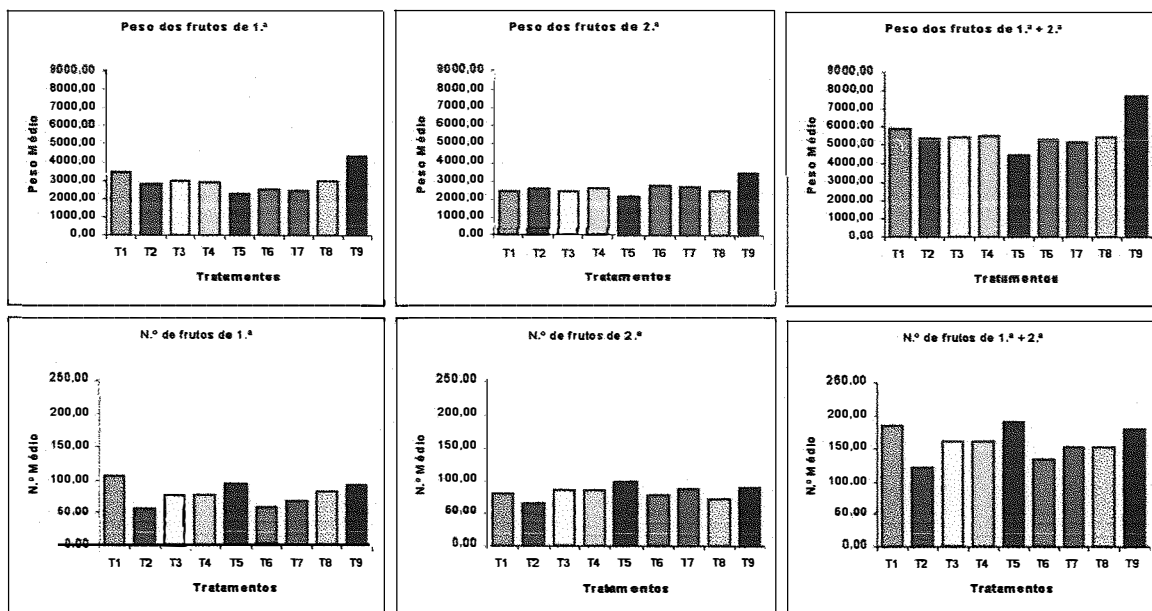 Peso dos frutos de 1.ª
Peso Médio
9000,00
8000,00
7000,00
6000,00
5000,00
4000,00
3000,00
2000,00
1000,00
0,00
T1 T2 T3 T4 T5 T6 T7 T8 T9
Tratamentos
Peso dos frutos de 2.ª
Peso Médio
9000,00
8000,00
7000,00
6000,00
5000,00
4000,00
3000,00
2000,00
1000,00
0,00
T1 T2 T3 T4 T5 T6 T7 T8 T9
Tratamentos
Peso dos frutos de 1.ª + 2.ª
Peso Médio
9000,00
8000,00
7000,00
6000,00
5000,00
4000,00
3000,00
2000,00
1000,00
0,00
T1 T2 T3 T4 T5 T6 T7 T8 T9
Tratamentos
N.º de frutos de 1.ª
N.º Médio
250,00
200,00
150,00
100,00
50,00
0,00
T1 T2 T3 T4 T5 T6 T7 T8 T9
Tratamentos
N.º de frutos de 2.ª
N.º Médio
250,00
200,00
150,00
100,00
50,00
0,00
T1 T2 T3 T4 T5 T6 T7 T8 T9
Tratamentos
N.º de frutos de 1.ª + 2.ª
N.º Médio
250,00
200,00
150,00
100,00
50,00
0,00
T1 T2 T3 T4 T5 T6 T7 T8 T9
Tratamentos